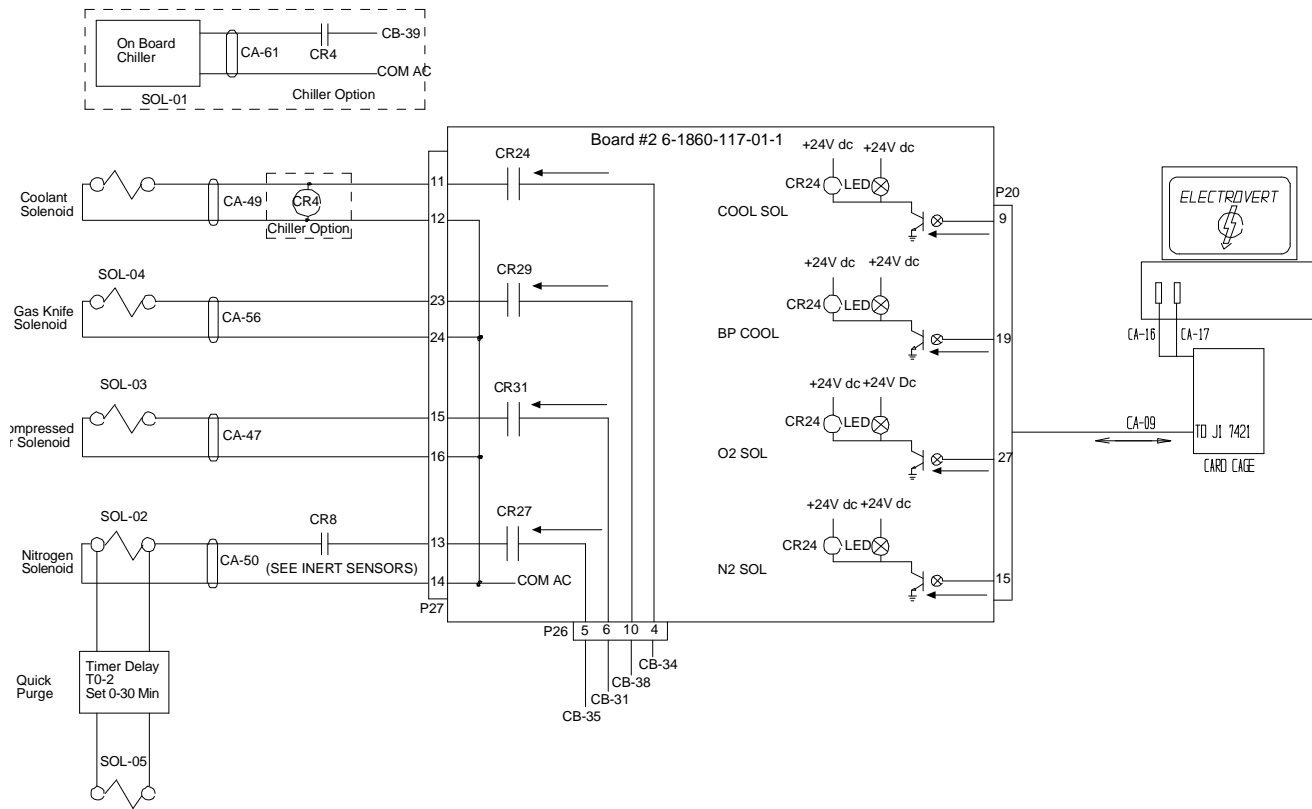 On Board
Chiller
CA-61
CR4
CB-39
COM AC
SOL-01
Chiller Option
Board #2 6-1860-117-01-1
Coolant
Solenoid
CA-49
CR4
Chiller Option
11
12
CR24
+24V dc +24V dc
CR24 LED
COOL SOL
P20
9
ELECTROVERT
SOL-04
Gas Knife
Solenoid
CA-56
23
24
CR29
+24V dc +24V dc
CR24 LED
BP COOL
19
CA-16
CA-17
SOL-03
ompressed
r Solenoid
CA-47
15
16
CR31
+24V dc +24V Dc
CR24 LED
O2 SOL
27
CA-09
TO J1 7421
CARD CAGE
SOL-02
Nitrogen
Solenoid
CA-50
CR8
(SEE INERT SENSORS)
13
14
CR27
COM AC
+24V dc +24V dc
CR24 LED
N2 SOL
15
P27
P26 5 6 10 4
CB-34
CB-38
CB-31
CB-35
Quick
Purge
Timer Delay
T0-2
Set 0-30 Min
SOL-05